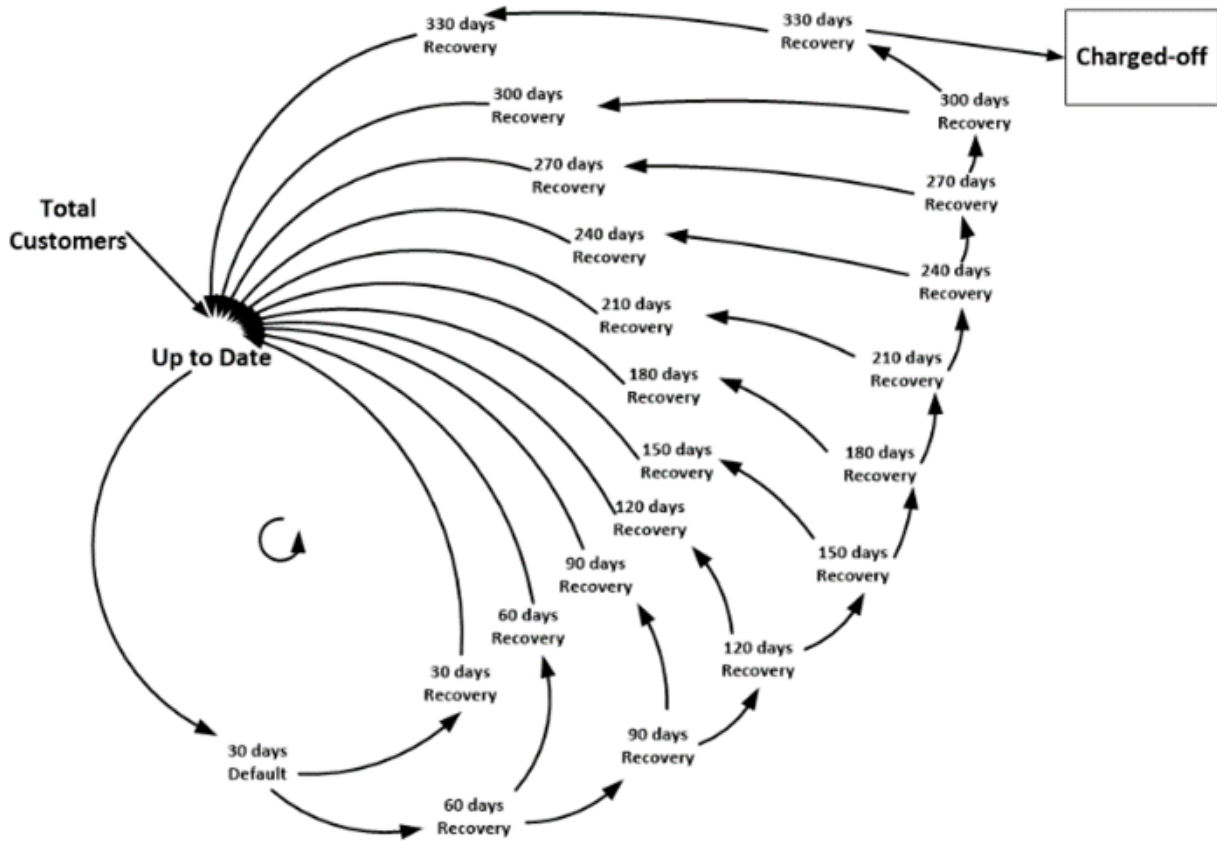 330 days
Recovery
330 days
Recovery
Charged-off
300 days
Recovery
300 days
Recovery
270 days
Recovery
270 days
Recovery
Total
Customers
240 days
Recovery
240 days
Recovery
210 days
Recovery
Up to Date
210 days
Recovery
180 days
Recovery
180 days
Recovery
150 days
Recovery
120 days
Recovery
150 days
Recovery
90 days
Recovery
60 days
Recovery
120 days
Recovery
30 days
Recovery
90 days
Recovery
30 days
Default
60 days
Recovery